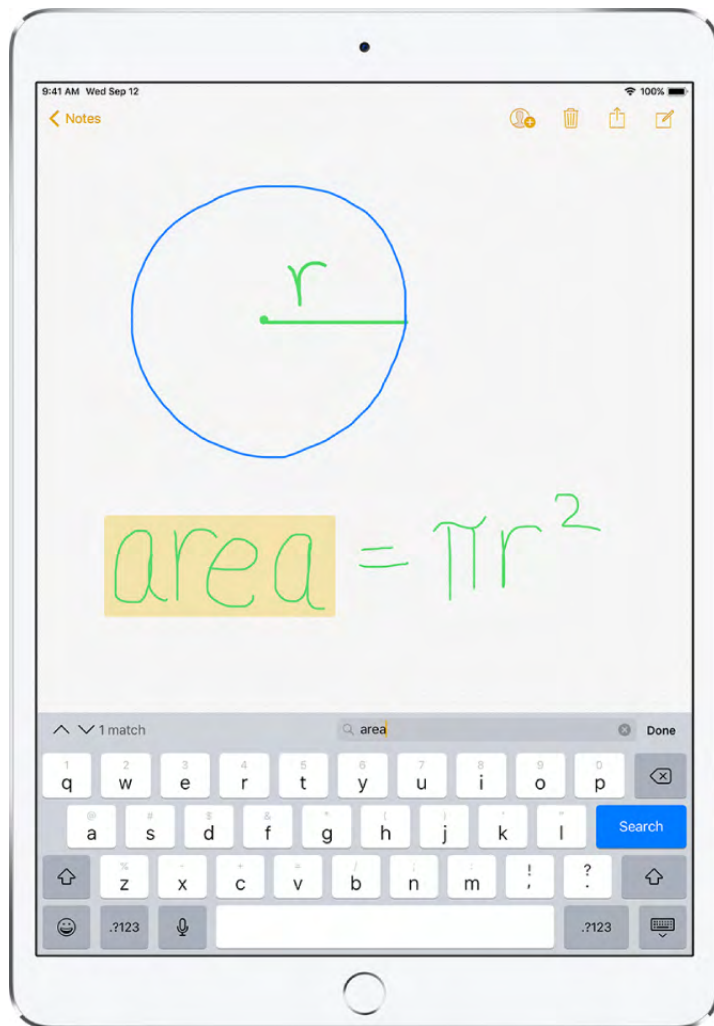 9:41 AM Wed Sep 12 100%
Notes
r
area = πr²
1 match area Done
1 2 3 4 5 6 7 8 9 0
q w e r t y u i o p
@ # $ & * ( ) ' "
a s d f g h j k l Search
% - + = / ; : ! ?
z x c v b n m , .
.?123 .?123